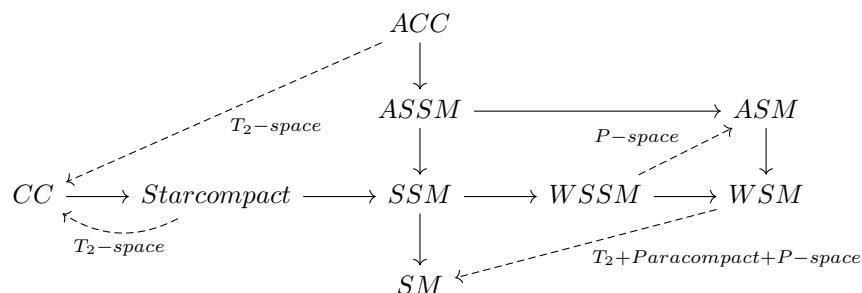 ACC
T₂−space
ASSM
ASM
P−space
CC
Starcompact
SSM
WSSM
WSM
T₂−space
T₂+Paracompact+P−space
SM